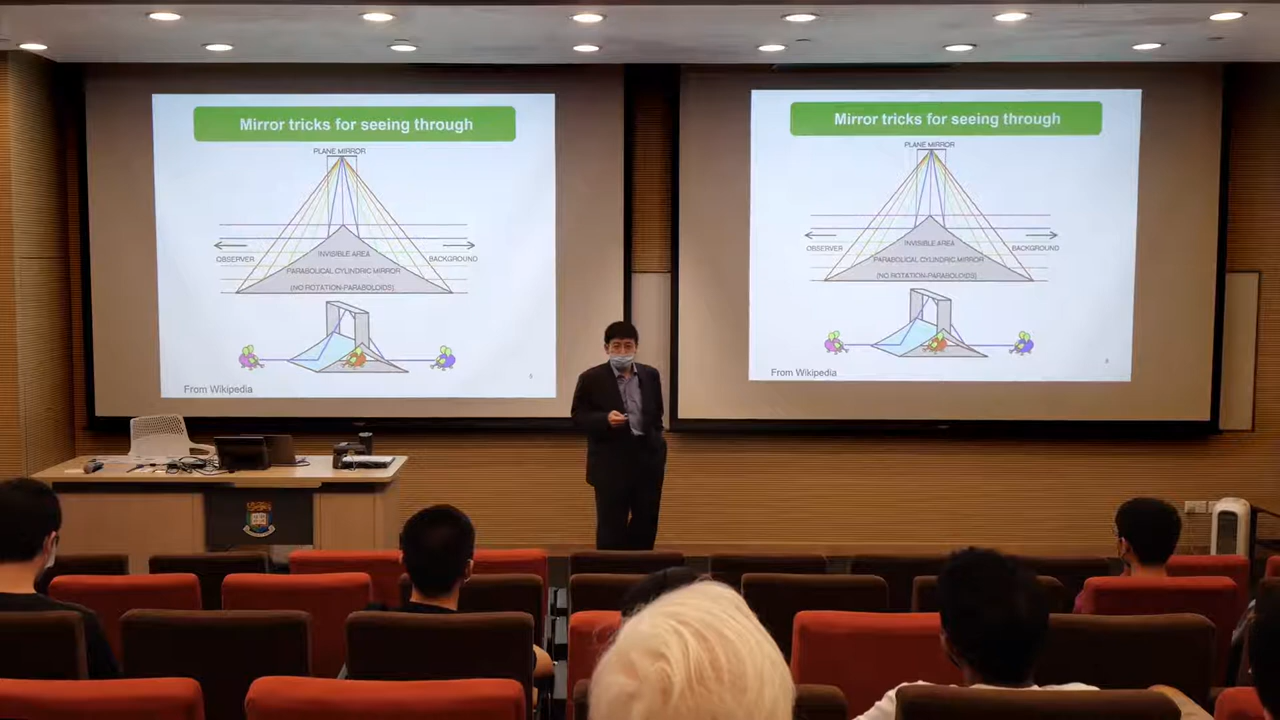 Mirror tricks for seeing through
PLANE MIRROR
INVISIBLE AREA
OBSERVER
BACKGROUND
PARABOLICAL CYLINDRIC MIRROR
(NO ROTATION-PARABOLOIDS)
From Wikipedia
Mirror tricks for seeing through
PLANE MIRROR
INVISIBLE AREA
OBSERVER
BACKGROUND
PARABOLICAL CYLINDRIC MIRROR
(NO ROTATION-PARABOLOIDS)
From Wikipedia